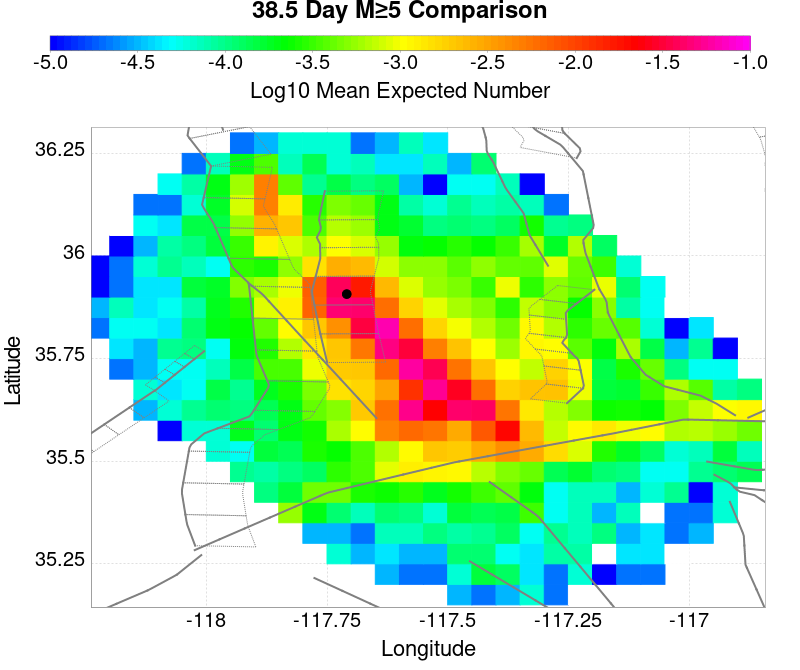 38.5 Day M≥5 Comparison
-5.0 -4.5 -4.0 -3.5 -3.0 -2.5 -2.0 -1.5 -1.0
Log10 Mean Expected Number
36.25
36
35.75
35.5
35.25
Latitude
-118 -117.75 -117.5 -117.25 -117
Longitude